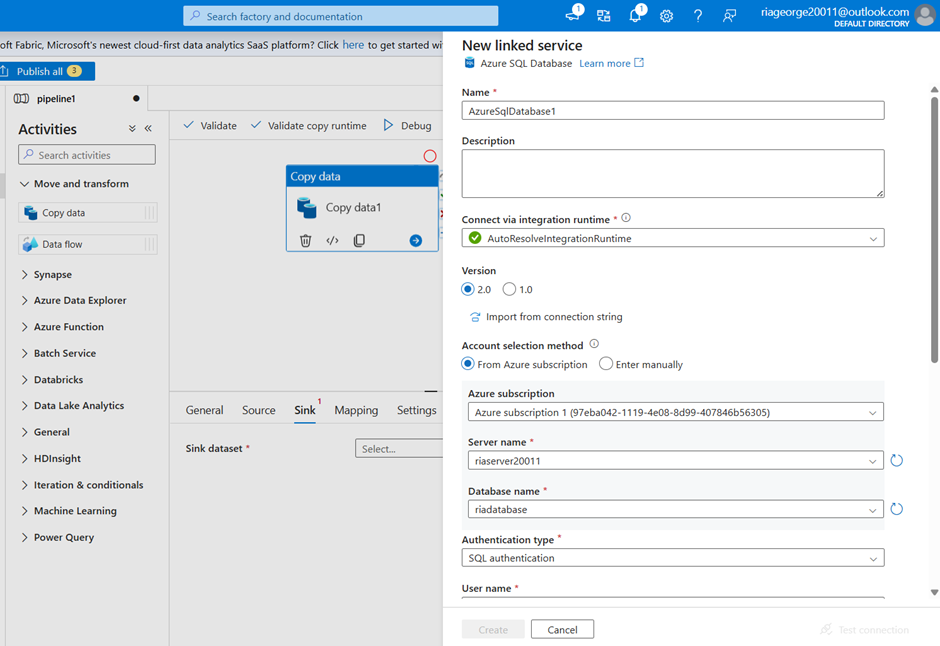 Search factory and documentation
1
1
riageorge20011@outlook.com
DEFAULT DIRECTORY
oft Fabric, Microsoft's newest cloud-first data analytics SaaS platform? Click here to get started wi
Publish all 3
pipeline1
Activities
Search activities
Move and transform
Copy data
Data flow
Synapse
Azure Data Explorer
Azure Function
Batch Service
Databricks
Data Lake Analytics
General
HDInsight
Iteration & conditionals
Machine Learning
Power Query
Validate Validate copy runtime Debug
Copy data
Copy data1
General Source Sink 1 Mapping Settings
Sink dataset *
Select...
New linked service
Azure SQL Database Learn more
Name *
AzureSqlDatabase1
Description
Connect via integration runtime *
AutoResolveIntegrationRuntime
Version
2.0 1.0
Import from connection string
Account selection method
From Azure subscription Enter manually
Azure subscription
Azure subscription 1 (97eba042-1119-4e08-8d99-407846b56305)
Server name *
riaserver20011
Database name *
riadatabase
Authentication type *
SQL authentication
User name *
Create Cancel Test connection